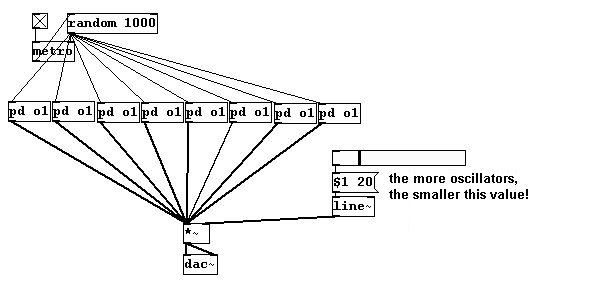 random 1000
metro
pd o1 pd o1 pd o1 pd o1 pd o1 pd o1 pd o1 pd o1
$1 20
the more oscillators,
the smaller this value!
line~
*~
dac~